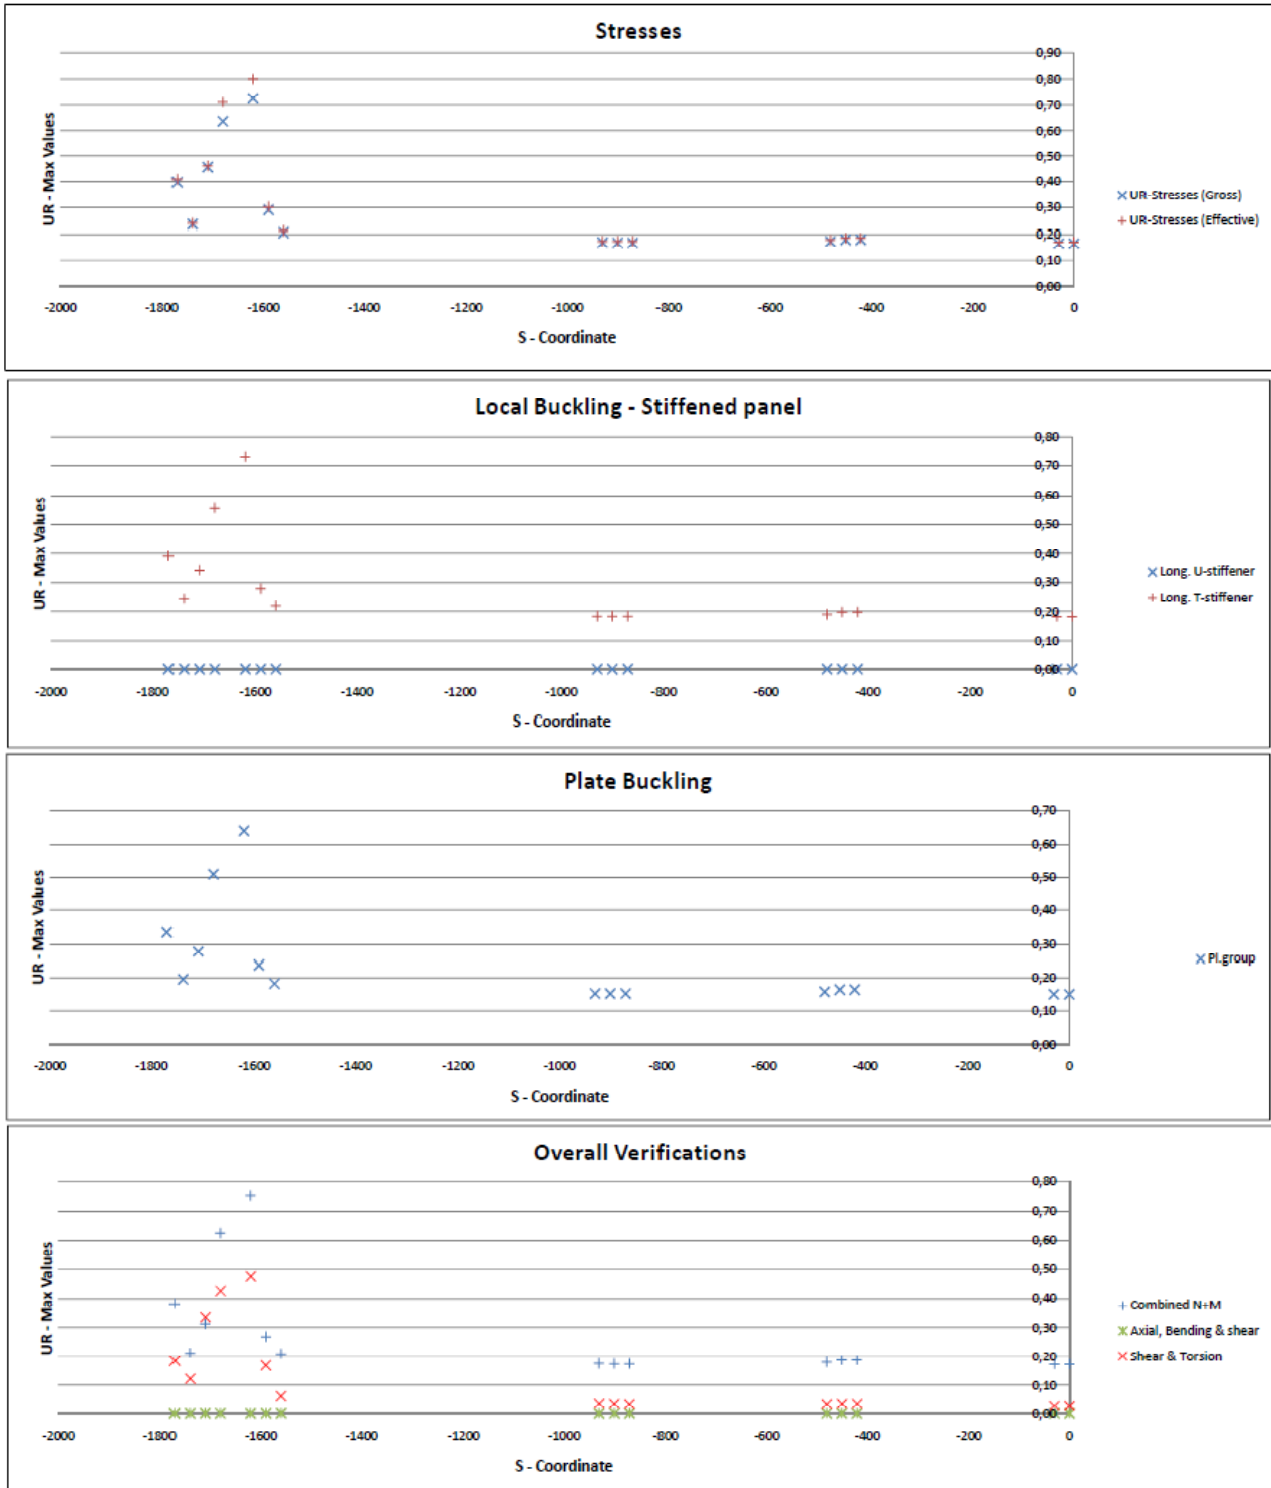 Stresses
UR - Max Values
0,90
0,80
0,70
0,60
0,50
0,40
0,30
0,20
0,10
0,00
-2000 -1800 -1600 -1400 -1200 -1000 -800 -600 -400 -200 0
S - Coordinate
UR-Stresses (Gross)
UR-Stresses (Effective)
Local Buckling - Stiffened panel
UR - Max Values
0,80
0,70
0,60
0,50
0,40
0,30
0,20
0,10
0,00
-2000 -1800 -1600 -1400 -1200 -1000 -800 -600 -400 -200 0
S - Coordinate
Long. U-stiffener
Long. T-stiffener
Plate Buckling
UR - Max Values
0,70
0,60
0,50
0,40
0,30
0,20
0,10
0,00
-2000 -1800 -1600 -1400 -1200 -1000 -800 -600 -400 -200 0
S - Coordinate
Pl.group
Overall Verifications
UR - Max Values
0,80
0,70
0,60
0,50
0,40
0,30
0,20
0,10
0,00
-2000 -1800 -1600 -1400 -1200 -1000 -800 -600 -400 -200 0
S - Coordinate
Combined N+M
Axial, Bending & shear
Shear & Torsion